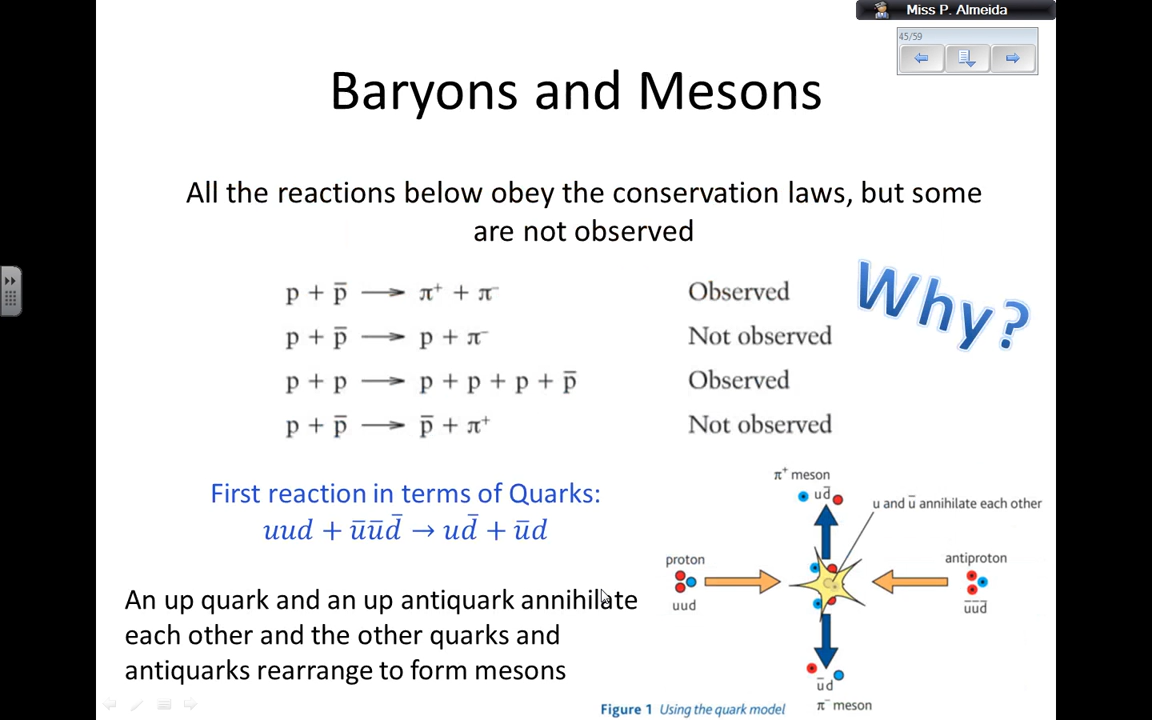 Miss P. Almeida
45/59
Baryons and Mesons
All the reactions below obey the conservation laws, but some
are not observed
p + p̄ ⟶ π⁺ + π⁻ Observed
p + p̄ ⟶ p + π⁻ Not observed
p + p ⟶ p + p + p + p̄ Observed
p + p̄ ⟶ p̄ + π⁺ Not observed
Why?
First reaction in terms of Quarks:
uud + ūūd̄ → ud̄ + ūd
An up quark and an up antiquark annihilate
each other and the other quarks and
antiquarks rearrange to form mesons
π⁺ meson
ud̄
u and ū annihilate each other
proton
uud
antiproton
ūūd̄
ūd
π⁻ meson
Figure 1 Using the quark model